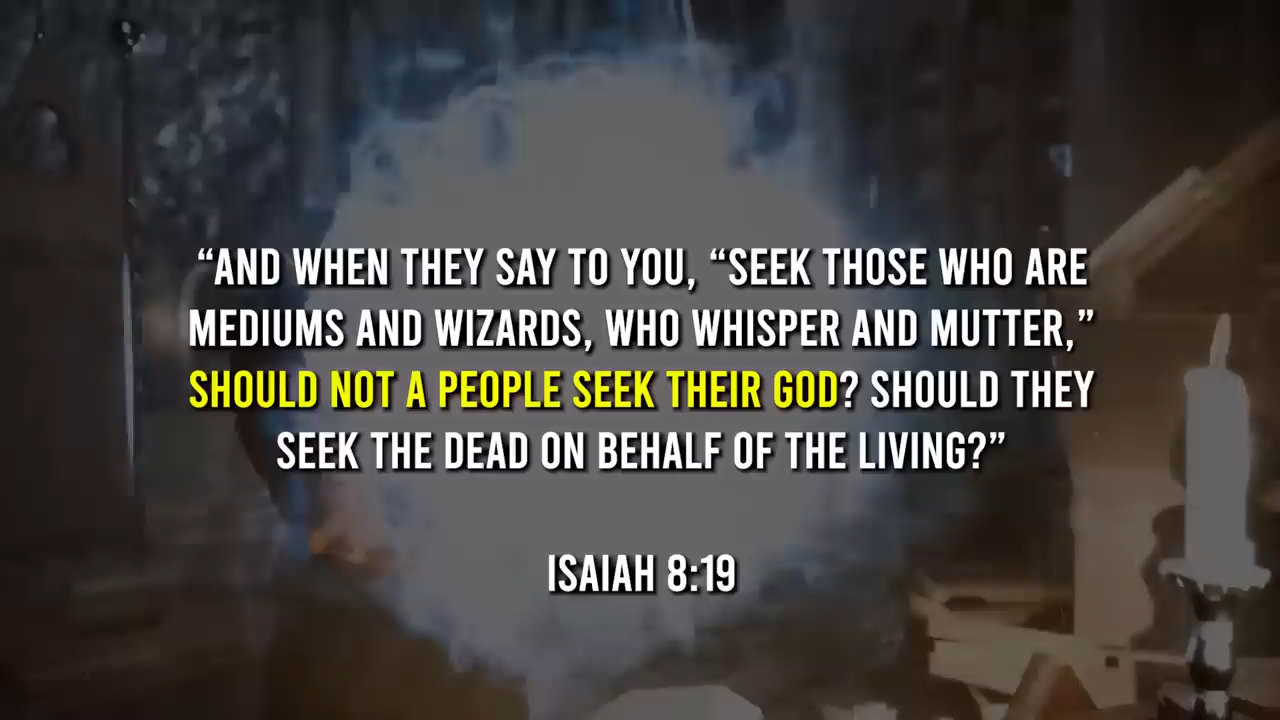 “AND WHEN THEY SAY TO YOU, “SEEK THOSE WHO ARE
MEDIUMS AND WIZARDS, WHO WHISPER AND MUTTER,”
SHOULD NOT A PEOPLE SEEK THEIR GOD? SHOULD THEY
SEEK THE DEAD ON BEHALF OF THE LIVING?”
ISAIAH 8:19